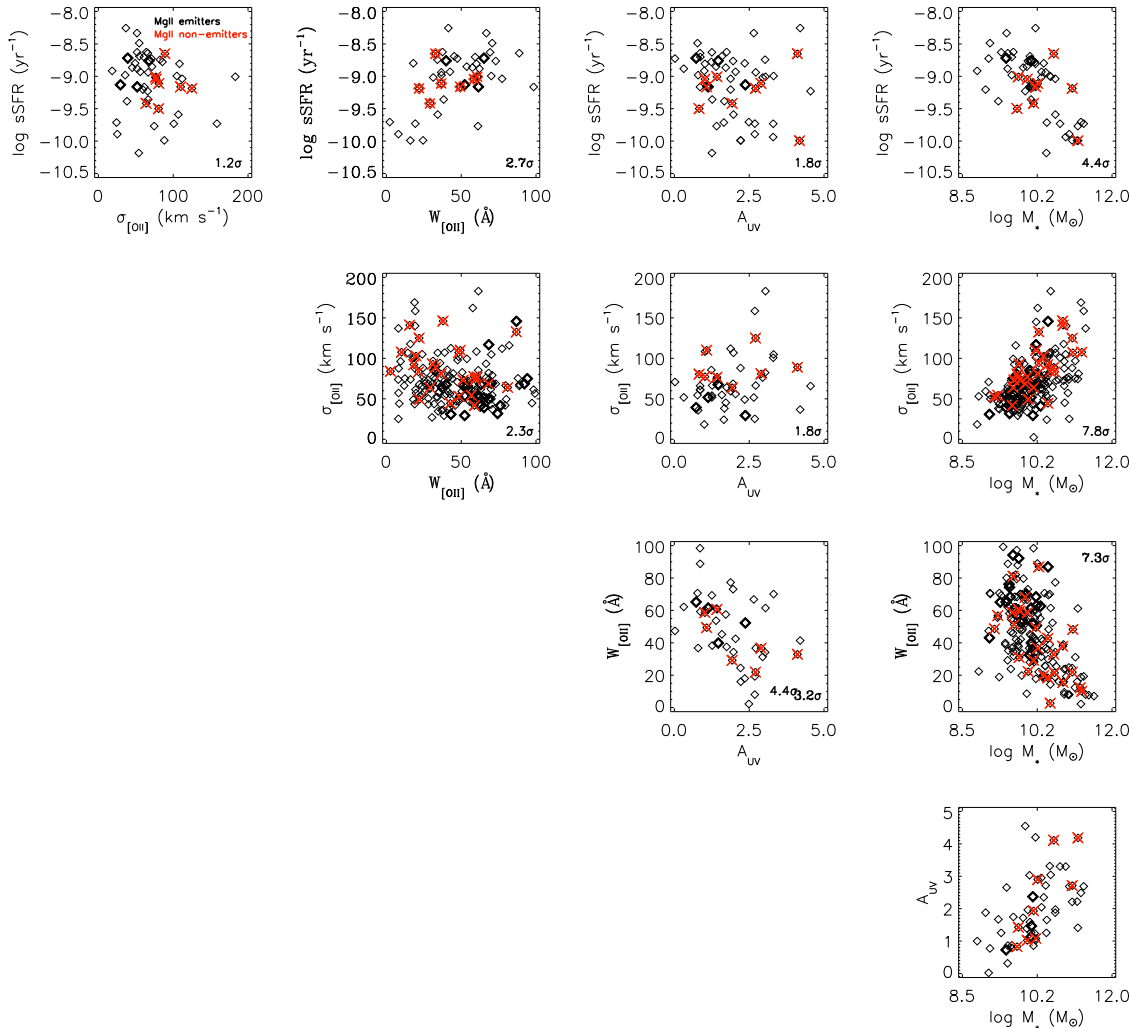 MgII emitters
MgII non-emitters
log sSFR (yr⁻¹)
−8.0
−8.5
−9.0
−9.5
−10.0
−10.5
1.2σ
0
100
200
σ[OII] (km s⁻¹)
log sSFR (yr⁻¹)
−8.0
−8.5
−9.0
−9.5
−10.0
−10.5
2.7σ
0
50
100
W[OII] (Å)
log sSFR (yr⁻¹)
−8.0
−8.5
−9.0
−9.5
−10.0
−10.5
1.8σ
0.0
2.5
5.0
AUV
log sSFR (yr⁻¹)
−8.0
−8.5
−9.0
−9.5
−10.0
−10.5
4.4σ
8.5
10.2
12.0
log M* (M⊙)
σ[OII] (km s⁻¹)
200
150
100
50
0
2.3σ
0
50
100
W[OII] (Å)
σ[OII] (km s⁻¹)
200
150
100
50
0
1.8σ
0.0
2.5
5.0
AUV
σ[OII] (km s⁻¹)
200
150
100
50
0
7.8σ
8.5
10.2
12.0
log M* (M⊙)
W[OII] (Å)
100
80
60
40
20
0
4.4σ
3.2σ
0.0
2.5
5.0
AUV
W[OII] (Å)
100
80
60
40
20
0
7.3σ
8.5
10.2
12.0
log M* (M⊙)
AUV
5
4
3
2
1
0
8.5
10.2
12.0
log M* (M⊙)